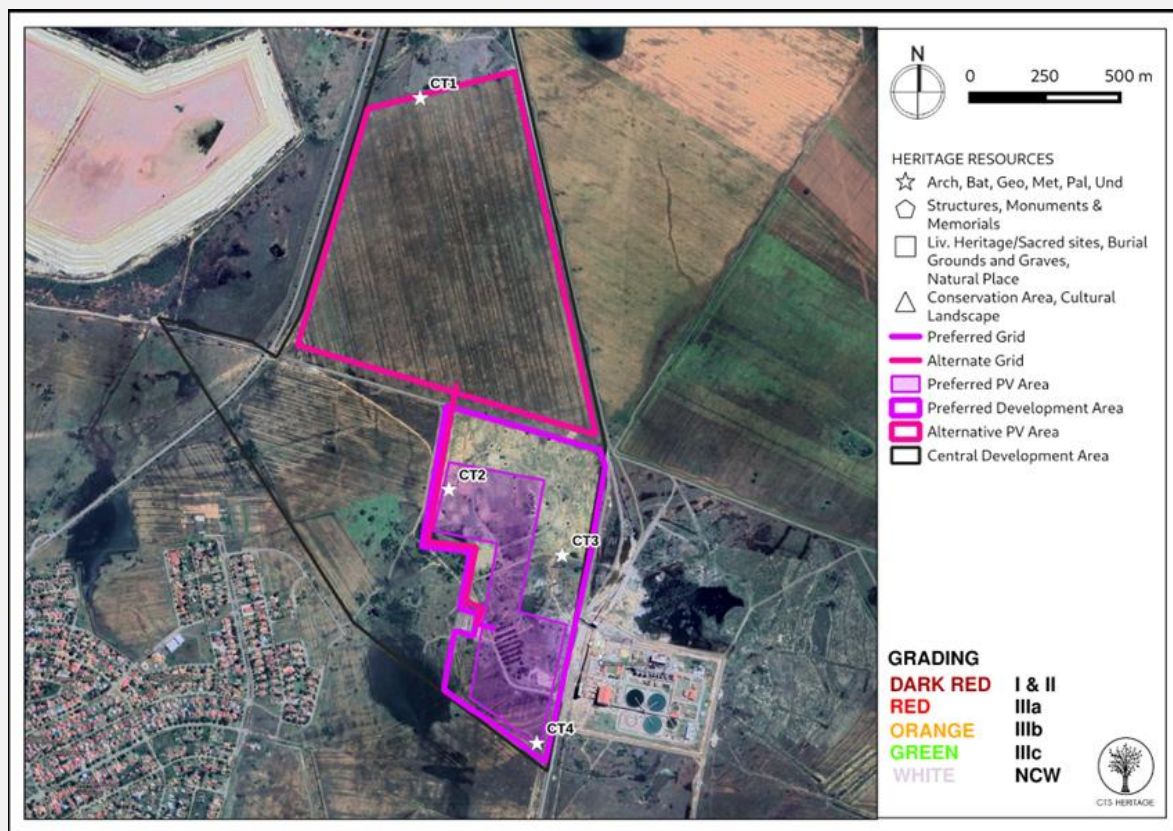 CT1
CT2
CT3
CT4
N
0 250 500 m
HERITAGE RESOURCES
Arch, Bat, Geo, Met, Pal, Und
Structures, Monuments &
Memorials
Liv. Heritage/Sacred sites, Burial
Grounds and Graves,
Natural Place
Conservation Area, Cultural
Landscape
Preferred Grid
Alternate Grid
Preferred PV Area
Preferred Development Area
Alternative PV Area
Central Development Area
GRADING
DARK RED I & II
RED IIIa
ORANGE IIIb
GREEN IIIc
WHITE NCW
CTS HERITAGE